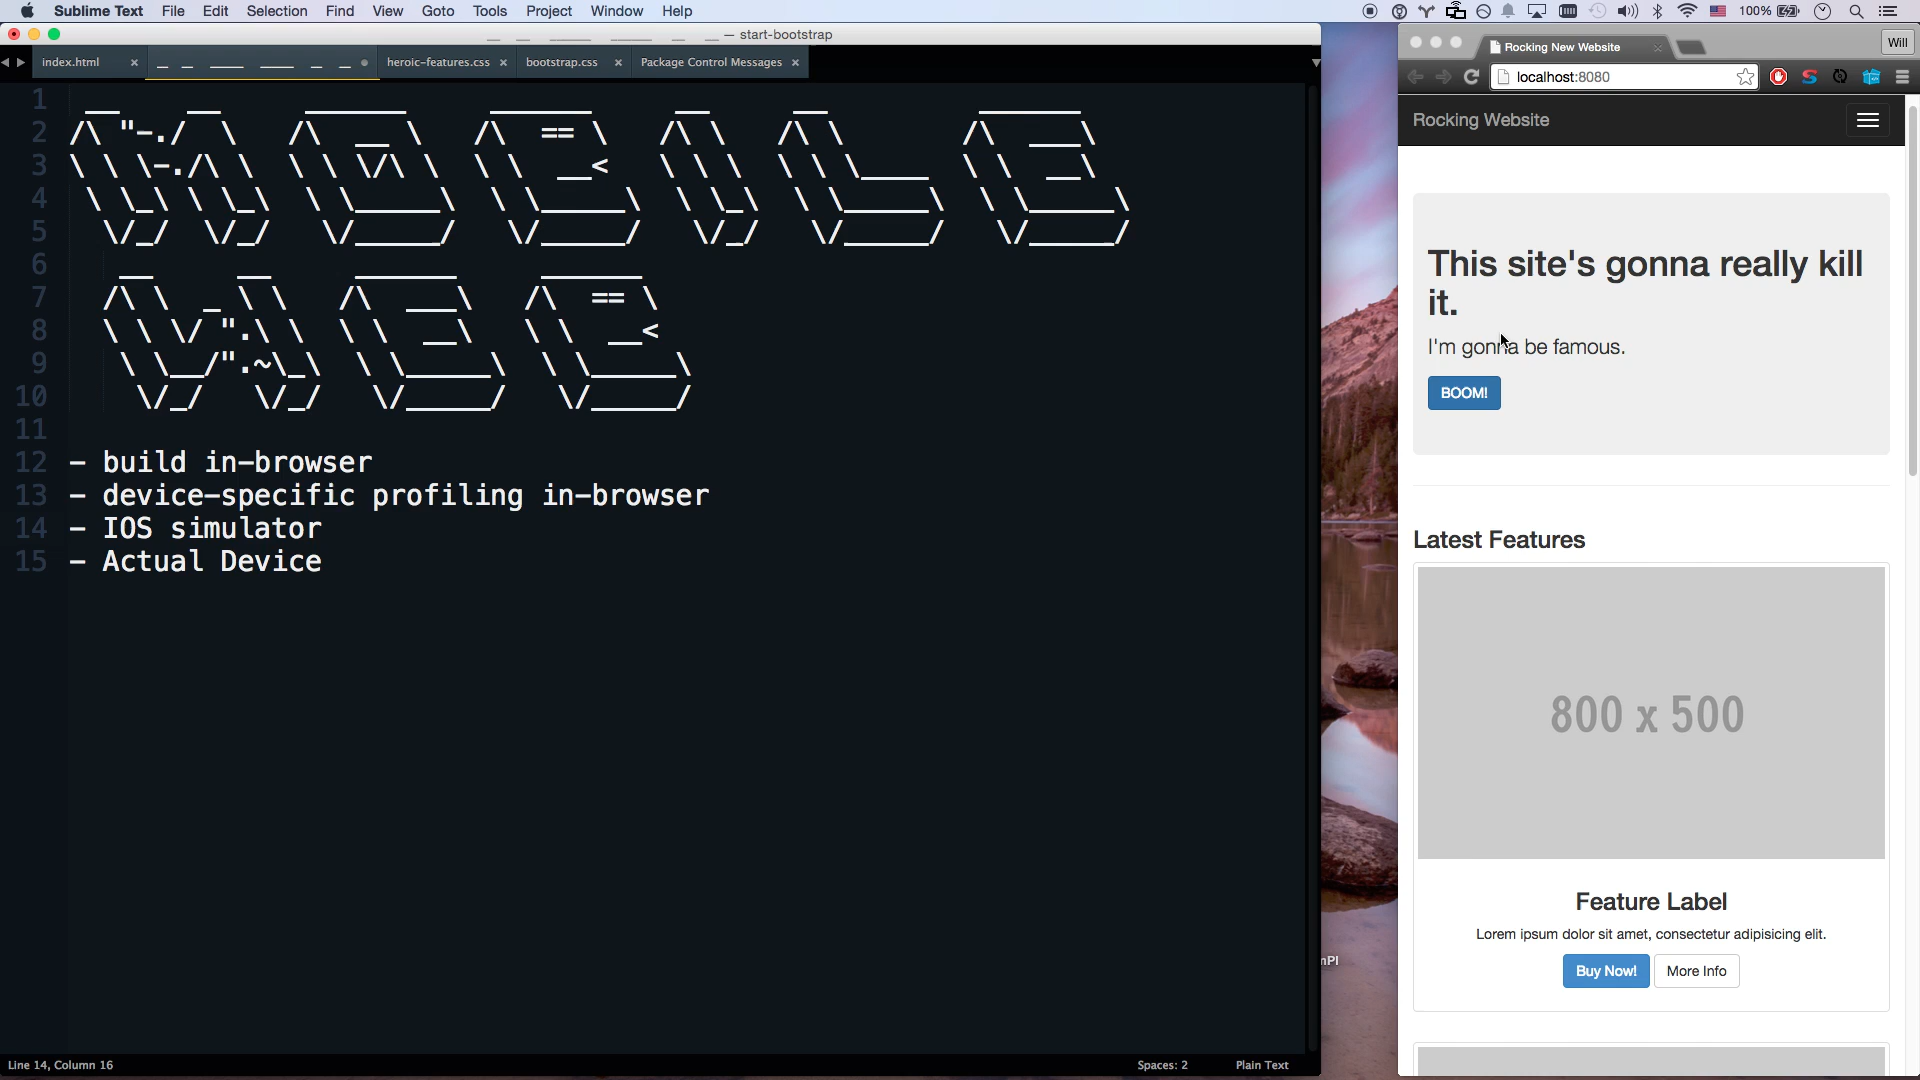 Sublime Text File Edit Selection Find View Goto Tools Project Window Help
100%
— start-bootstrap
index.html heroic-features.css bootstrap.css Package Control Messages
1
2
3
4
5
6
7
8
9
10
11
12 - build in-browser
13 - device-specific profiling in-browser
14 - IOS simulator
15 - Actual Device
MOBILE
WEB
Line 14, Column 16
Spaces: 2
Plain Text
nPI
Rocking New Website
Will
localhost:8080
Rocking Website
This site's gonna really kill
it.
I'm gonna be famous.
BOOM!
Latest Features
800 x 500
Feature Label
Lorem ipsum dolor sit amet, consectetur adipisicing elit.
Buy Now! More Info